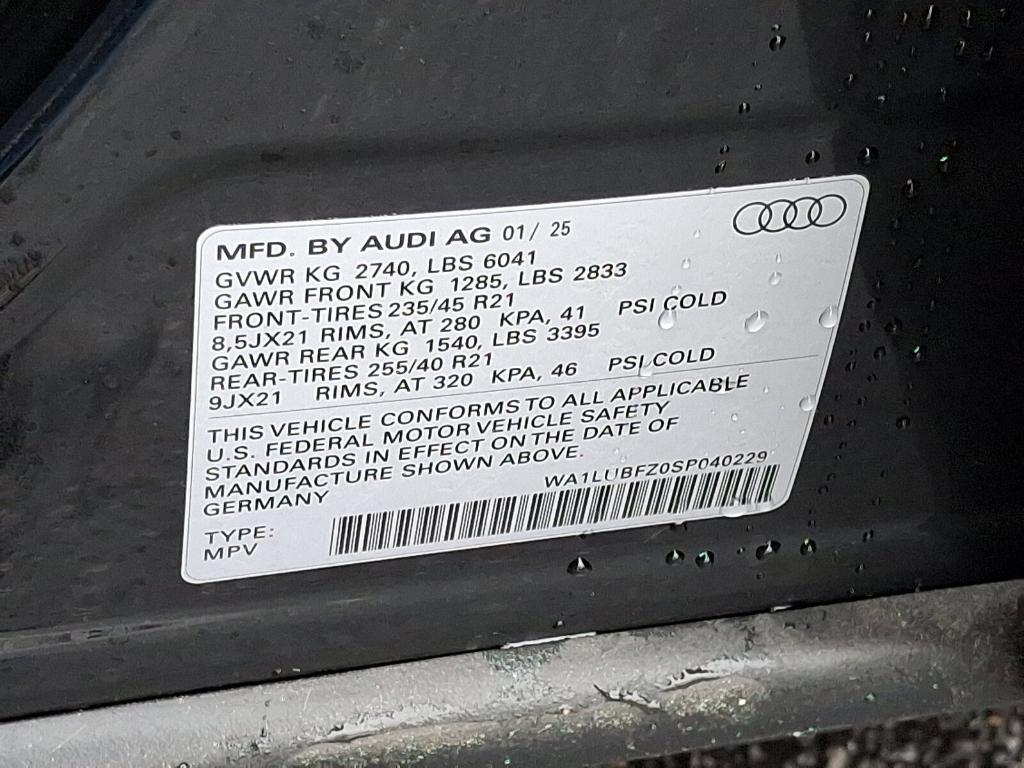 MFD. BY AUDI AG 01/ 25
GVWR KG 2740, LBS 6041
GAWR FRONT KG 1285, LBS 2833
FRONT-TIRES 235/45 R21
8,5JX21 RIMS, AT 280 KPA, 41 PSI COLD
GAWR REAR KG 1540, LBS 3395
REAR-TIRES 255/40 R21
9JX21 RIMS, AT 320 KPA, 46 PSI COLD
THIS VEHICLE CONFORMS TO ALL APPLICABLE
U.S. FEDERAL MOTOR VEHICLE SAFETY
STANDARDS IN EFFECT ON THE DATE OF
MANUFACTURE SHOWN ABOVE.
GERMANY
WA1LUBFZ0SP040229
TYPE:
MPV